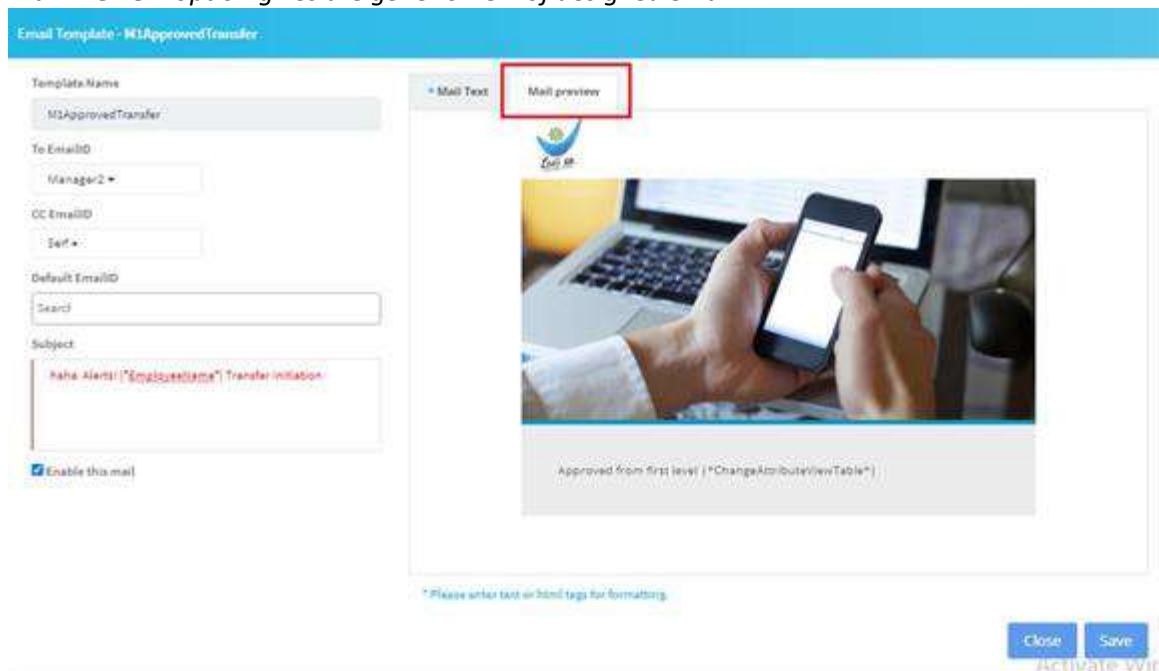 Email Template - M1ApprovedTransfer
Template Name
M1ApprovedTransfer
To EmailID
Manager2
CC EmailID
Self
Default EmailID
Search
Subject
Alerts! {*EmployeeName*} Transfer Initiation
Enable this mail
* Mail Text
Mail preview
Approved from first level {*ChangeAttributeViewTable*}
* Please enter text or html tags for formatting.
Close
Save